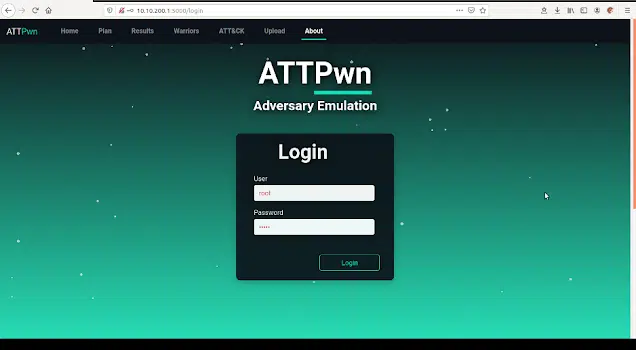 10.10.200.1:5000/login
ATTPwn Home Plan Results Warriors ATT&CK Upload About
ATTPwn
Adversary Emulation
Login
User
root
Password
•••••
Login